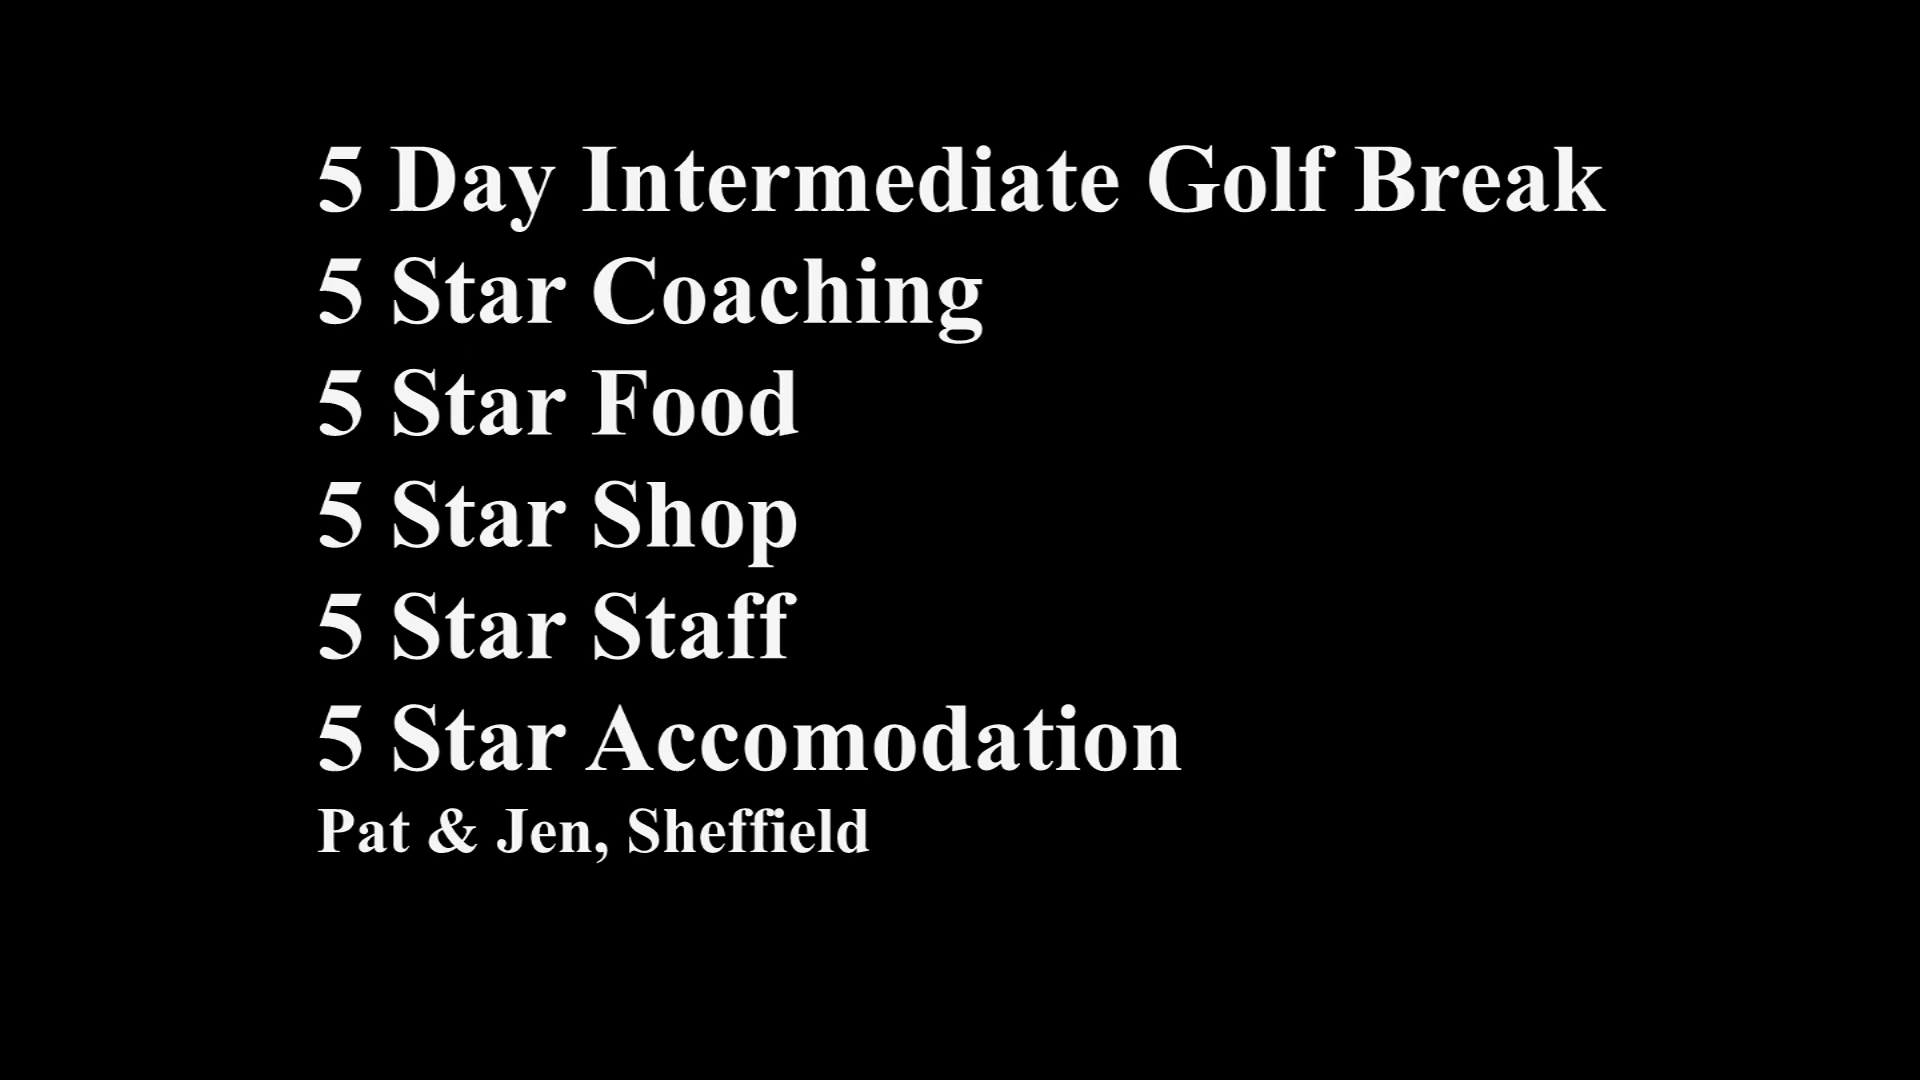 5 Day Intermediate Golf Break
5 Star Coaching
5 Star Food
5 Star Shop
5 Star Staff
5 Star Accomodation
Pat & Jen, Sheffield